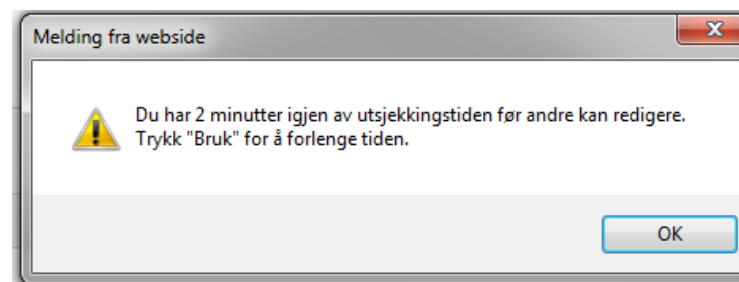 Melding fra webside
Du har 2 minutter igjen av utsjekkingstiden før andre kan redigere.
Trykk "Bruk" for å forlenge tiden.
OK